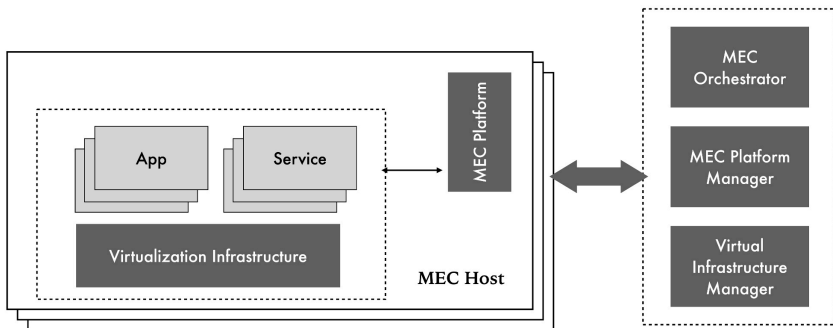 MEC
Orchestrator
MEC Platform
App
Service
MEC Platform
Manager
Virtualization Infrastructure
MEC Host
Virtual
Infrastructure
Manager